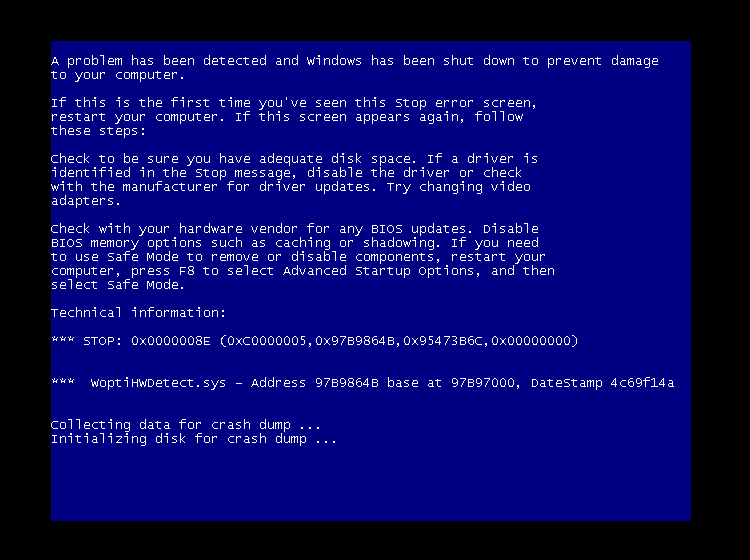 A problem has been detected and Windows has been shut down to prevent damage
to your computer.
If this is the first time you've seen this Stop error screen,
restart your computer. If this screen appears again, follow
these steps:
Check to be sure you have adequate disk space. If a driver is
identified in the Stop message, disable the driver or check
with the manufacturer for driver updates. Try changing video
adapters.
Check with your hardware vendor for any BIOS updates. Disable
BIOS memory options such as caching or shadowing. If you need
to use Safe Mode to remove or disable components, restart your
computer, press F8 to select Advanced Startup Options, and then
select Safe Mode.
Technical information:
*** STOP: 0x0000008E (0xC0000005,0x97B9864B,0x95473B6C,0x00000000)
***  WoptiHWDetect.sys - Address 97B9864B base at 97B97000, DateStamp 4c69f14a
Collecting data for crash dump ...
Initializing disk for crash dump ...